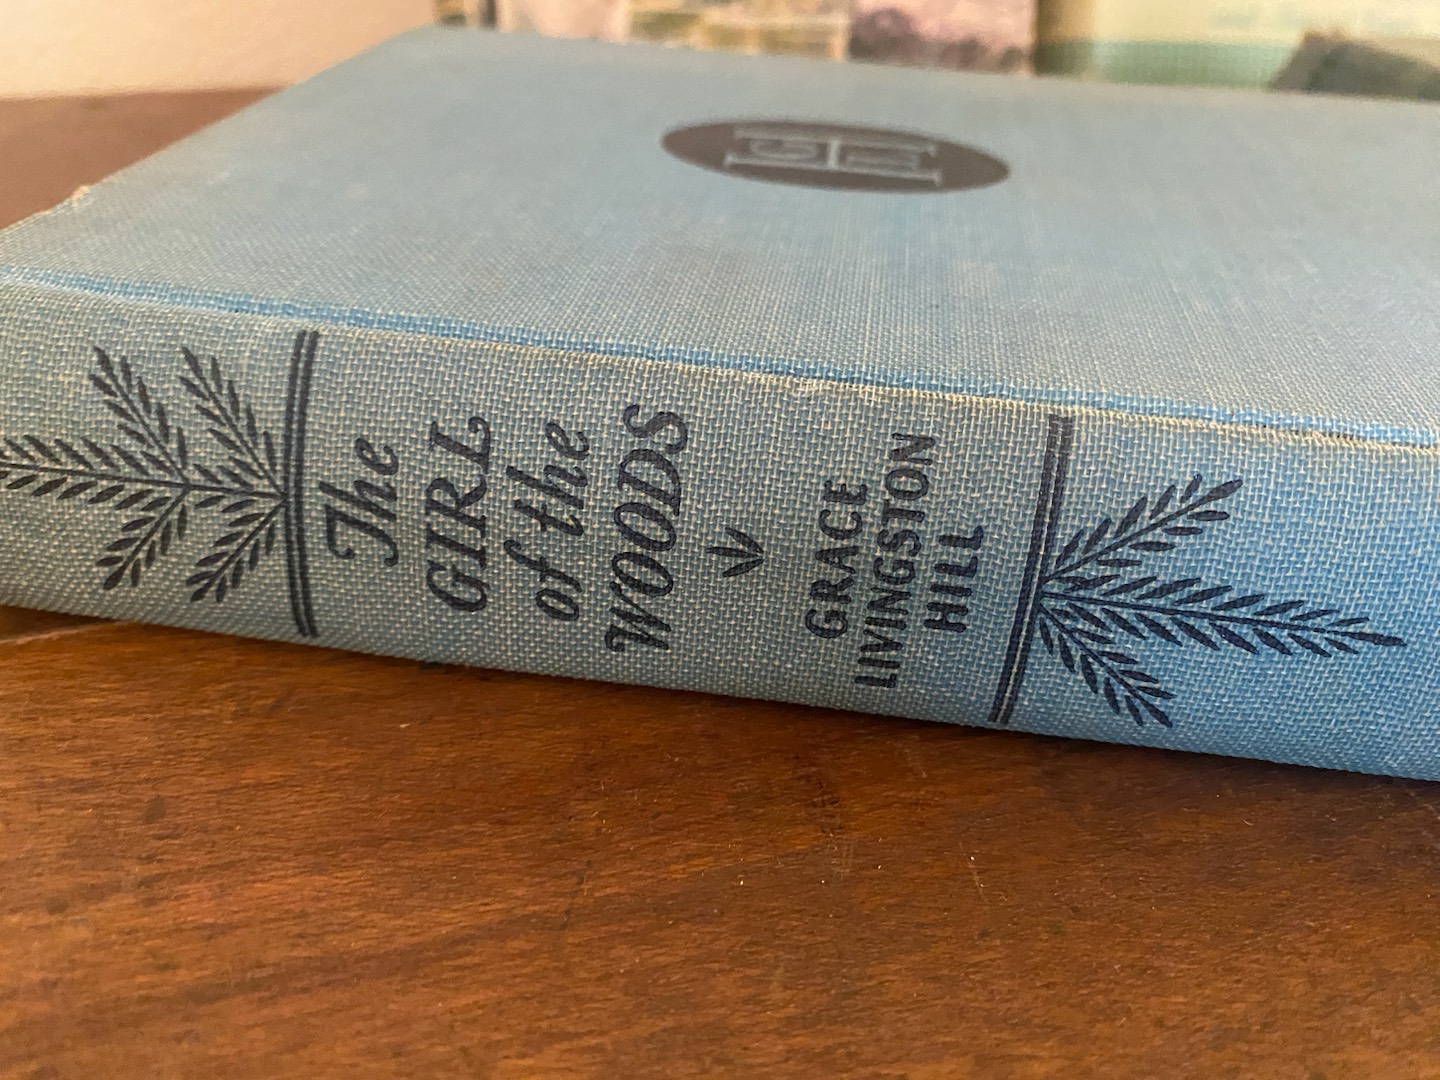 The
GIRL
of the
WOODS
GRACE
LIVINGSTON
HILL